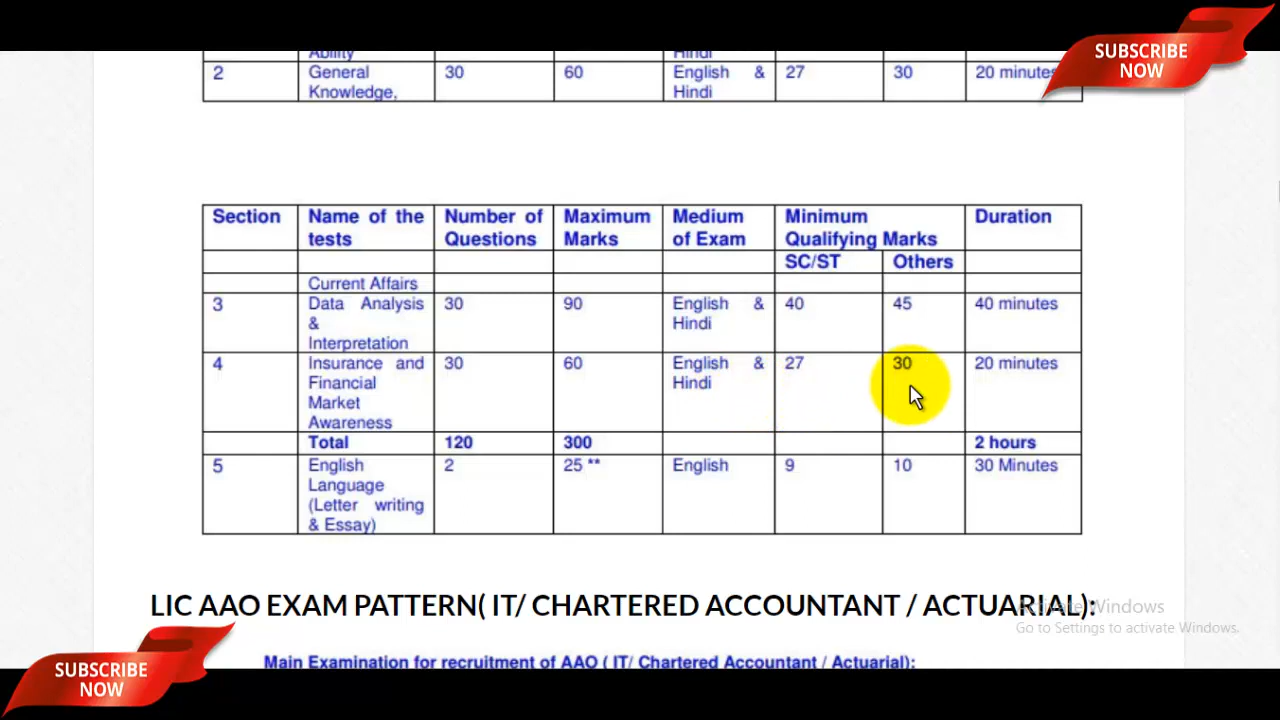 SUBSCRIBE
NOW
Ability Hindi
2 General 30 60 English & 27 30 20 minutes
Knowledge, Hindi
Section Name of the Number of Maximum Medium Minimum Duration
tests Questions Marks of Exam Qualifying Marks
SC/ST Others
Current Affairs
3 Data Analysis 30 90 English & 40 45 40 minutes
& Hindi
Interpretation
4 Insurance and 30 60 English & 27 30 20 minutes
Financial Hindi
Market
Awareness
Total 120 300 2 hours
5 English 2 25 ** English 9 10 30 Minutes
Language
(Letter writing
& Essay)
LIC AAO EXAM PATTERN( IT/ CHARTERED ACCOUNTANT / ACTUARIAL):
Activate Windows
Go to Settings to activate Windows.
Main Examination for recruitment of AAO ( IT/ Chartered Accountant / Actuarial):
SUBSCRIBE
NOW